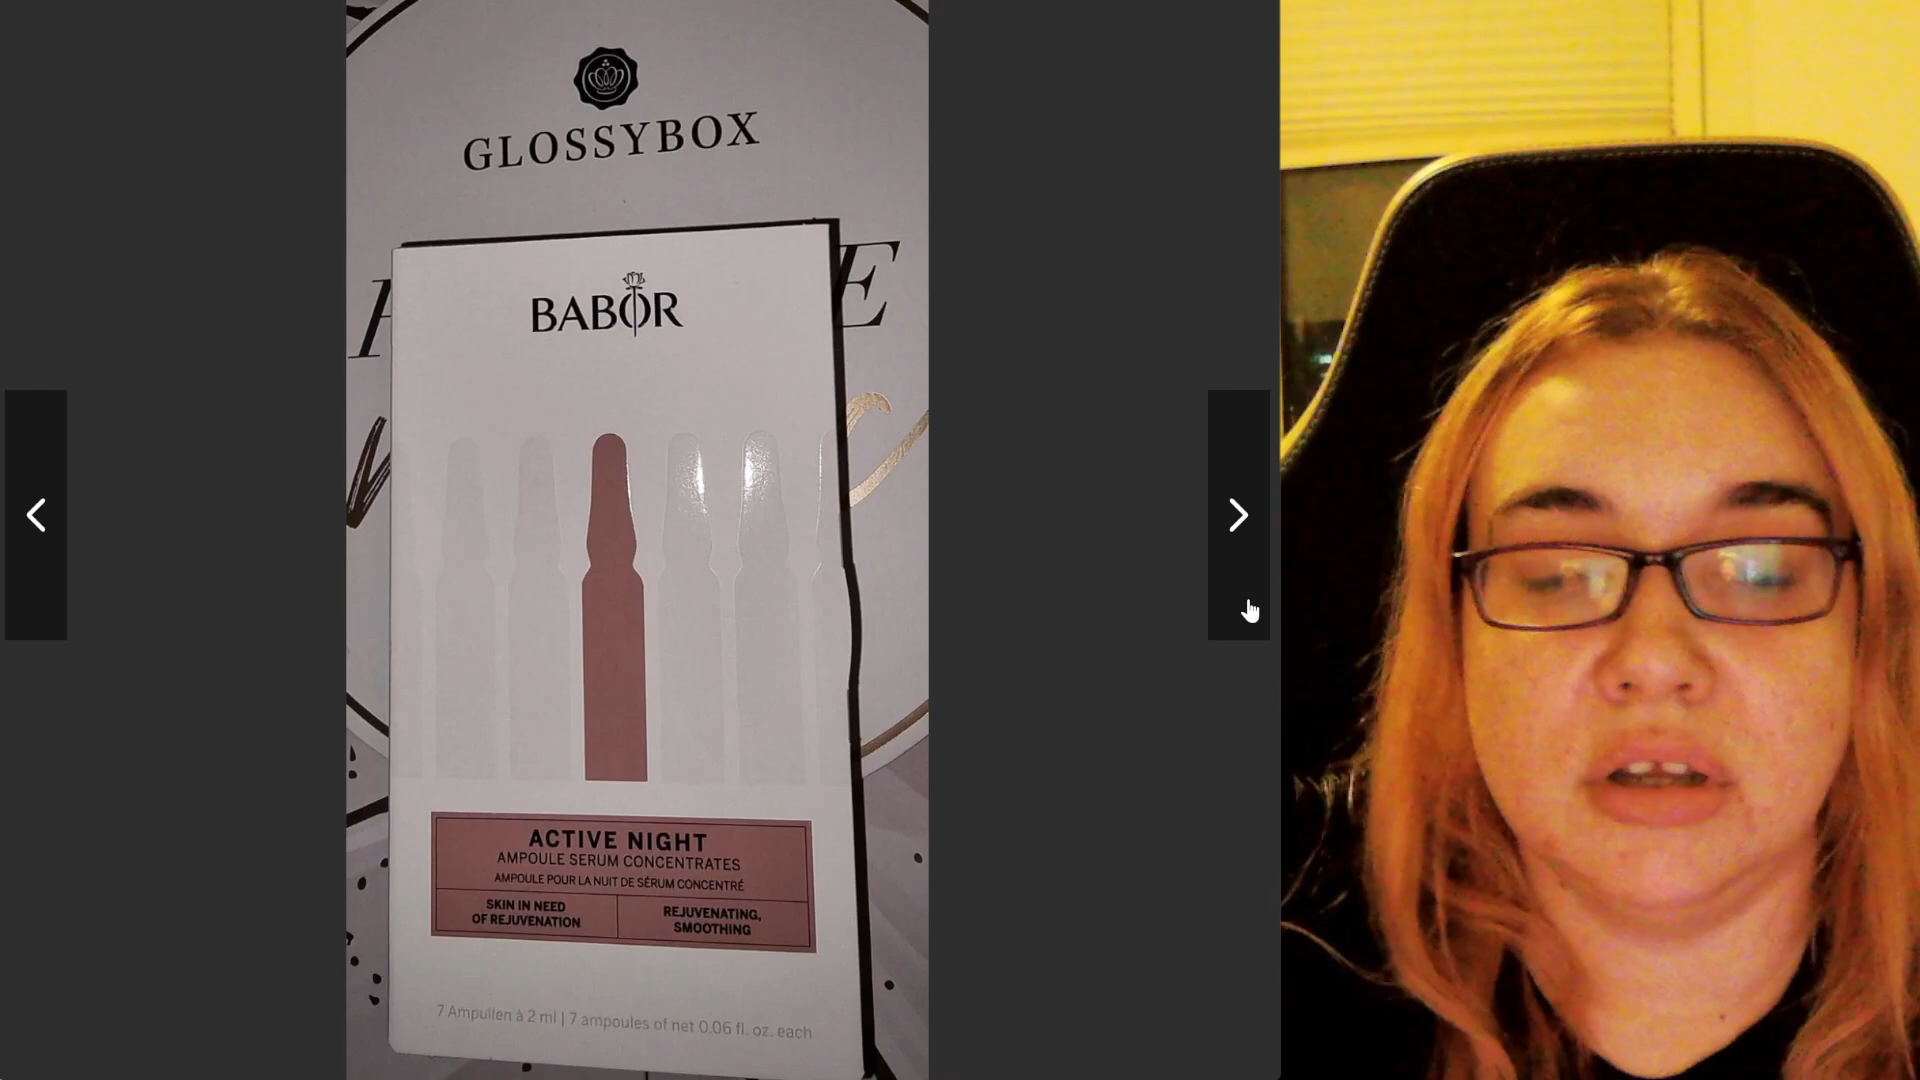 GLOSSYBOX
E
BABOR
ACTIVE NIGHT
AMPOULE SERUM CONCENTRATES
AMPOULE POUR LA NUIT DE SÉRUM CONCENTRÉ
SKIN IN NEED
OF REJUVENATION
REJUVENATING,
SMOOTHING
7 Ampullen à 2 ml | 7 ampoules of net 0.06 fl. oz. each